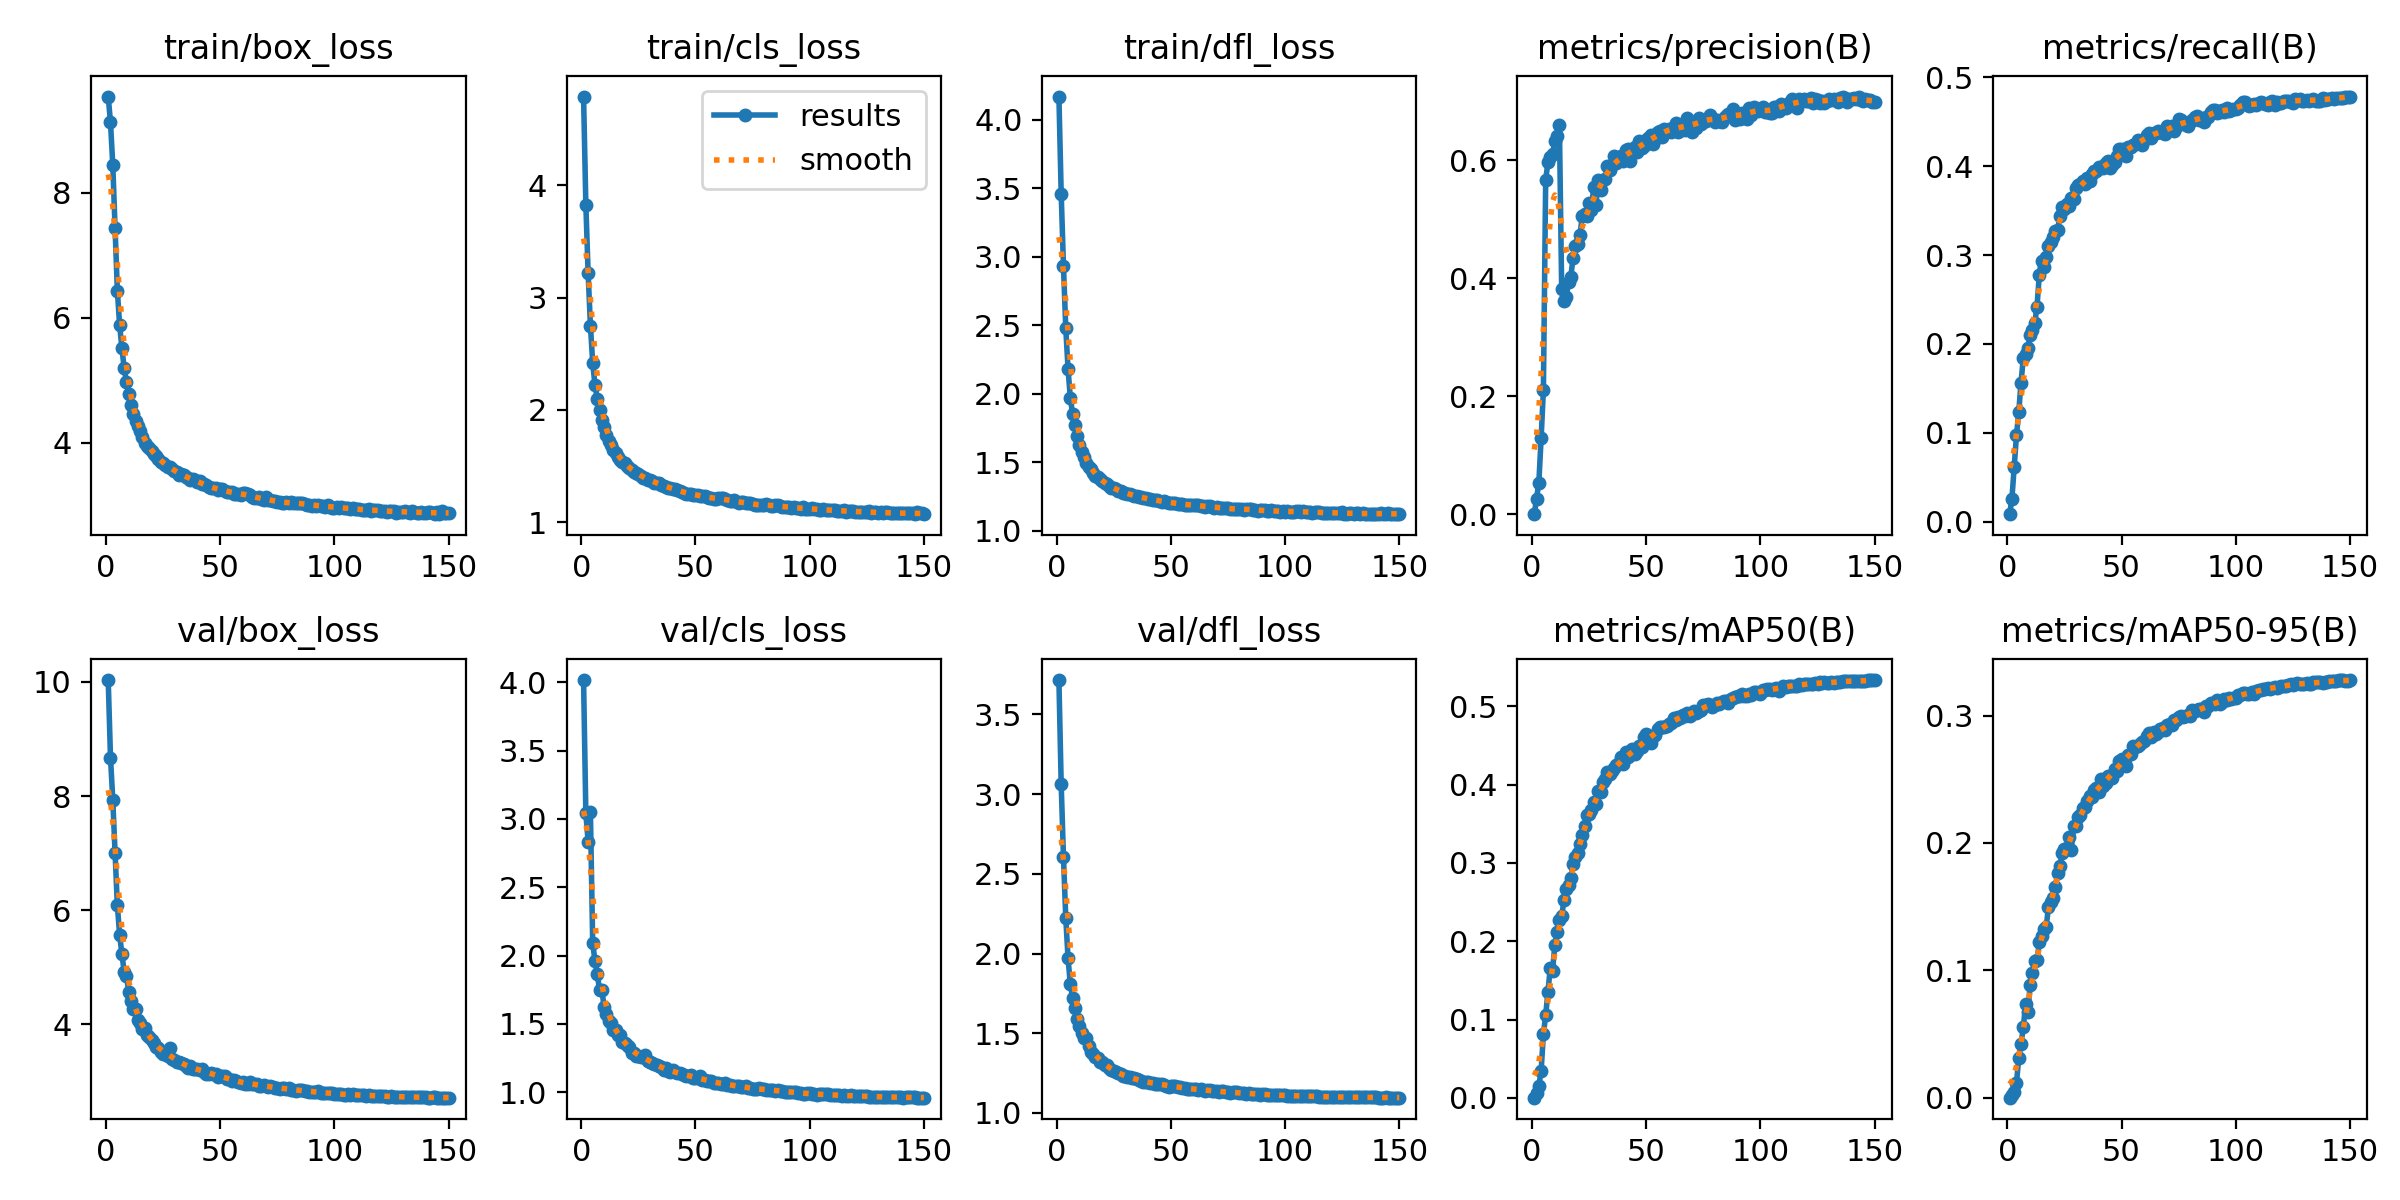 train/box_loss
8
6
4
0 50 100 150
train/cls_loss
results
smooth
4
3
2
1
0 50 100 150
train/dfl_loss
4.0
3.5
3.0
2.5
2.0
1.5
1.0
0 50 100 150
metrics/precision(B)
0.6
0.4
0.2
0.0
0 50 100 150
metrics/recall(B)
0.5
0.4
0.3
0.2
0.1
0.0
0 50 100 150
val/box_loss
10
8
6
4
0 50 100 150
val/cls_loss
4.0
3.5
3.0
2.5
2.0
1.5
1.0
0 50 100 150
val/dfl_loss
3.5
3.0
2.5
2.0
1.5
1.0
0 50 100 150
metrics/mAP50(B)
0.5
0.4
0.3
0.2
0.1
0.0
0 50 100 150
metrics/mAP50-95(B)
0.3
0.2
0.1
0.0
0 50 100 150